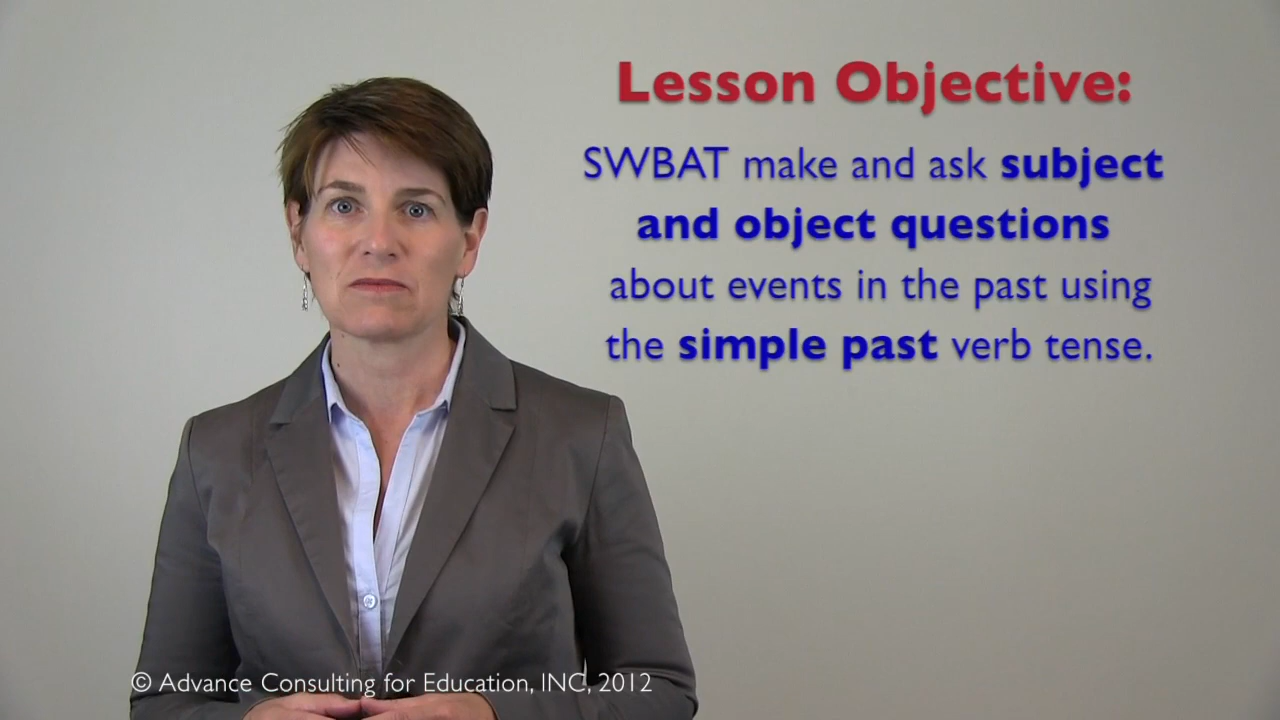 Lesson Objective:
SWBAT make and ask subject
and object questions
about events in the past using
the simple past verb tense.
© Advance Consulting for Education, INC, 2012